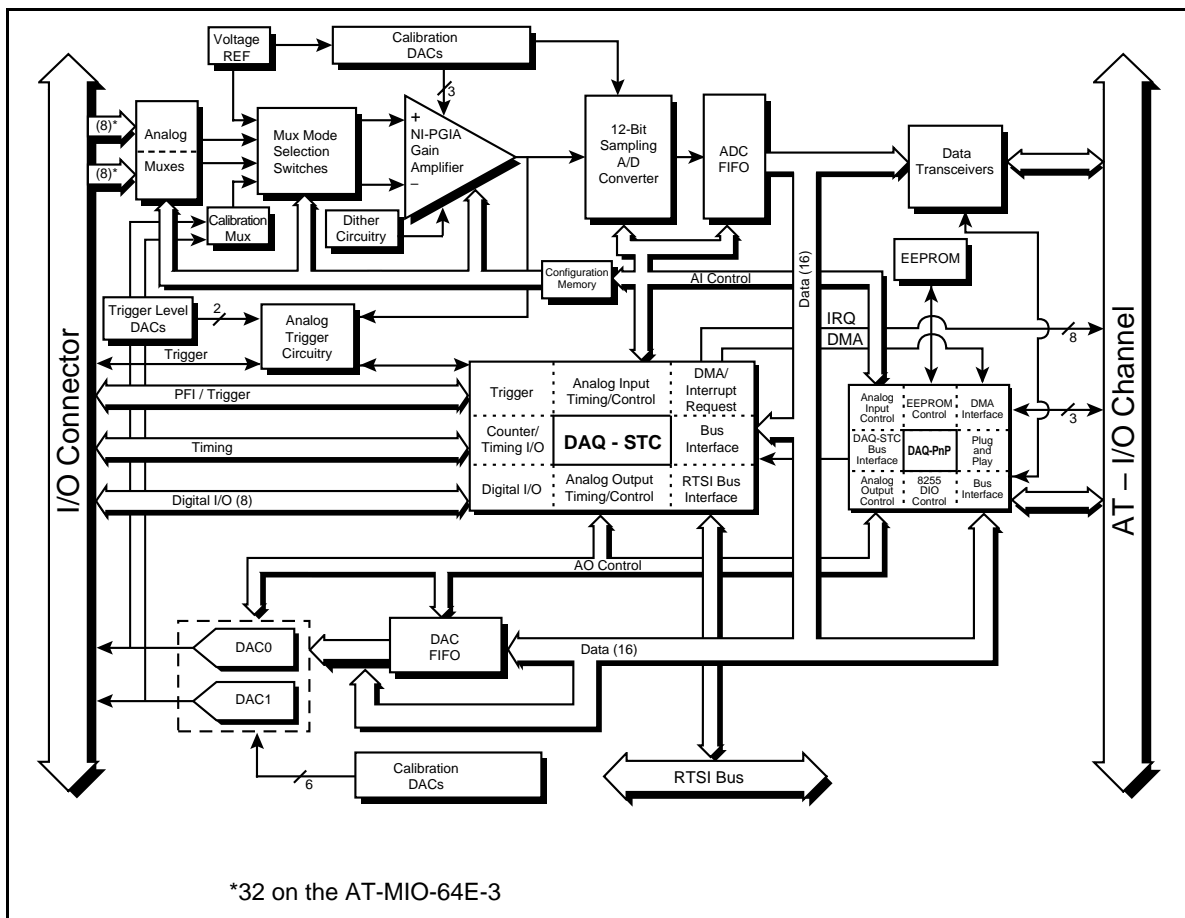 Voltage
REF
Calibration
DACs
3
(8)*
(8)*
Analog
Muxes
Mux Mode
Selection
Switches
+
NI-PGIA
Gain
Amplifier
–
12-Bit
Sampling
A/D
Converter
ADC
FIFO
Data
Transceivers
Calibration
Mux
Dither
Circuitry
EEPROM
Configuration
Memory
AI Control
Data (16)
Trigger Level
DACs
2
Analog
Trigger
Circuitry
IRQ
DMA
8
Trigger
PFI / Trigger
Timing
Digital I/O (8)
Trigger
Analog Input
Timing/Control
DMA/
Interrupt
Request
Counter/
Timing I/O
DAQ - STC
Bus
Interface
Digital I/O
Analog Output
Timing/Control
RTSI Bus
Interface
Analog
Input
Control
EEPROM
Control
DMA
Interface
DAQ-STC
Bus
Interface
DAQ-PnP
Plug
and
Play
Analog
Output
Control
8255
DIO
Control
Bus
Interface
3
I/O Connector
AT – I/O Channel
AO Control
DAC0
DAC1
DAC
FIFO
Data (16)
6
Calibration
DACs
RTSI Bus
*32 on the AT-MIO-64E-3